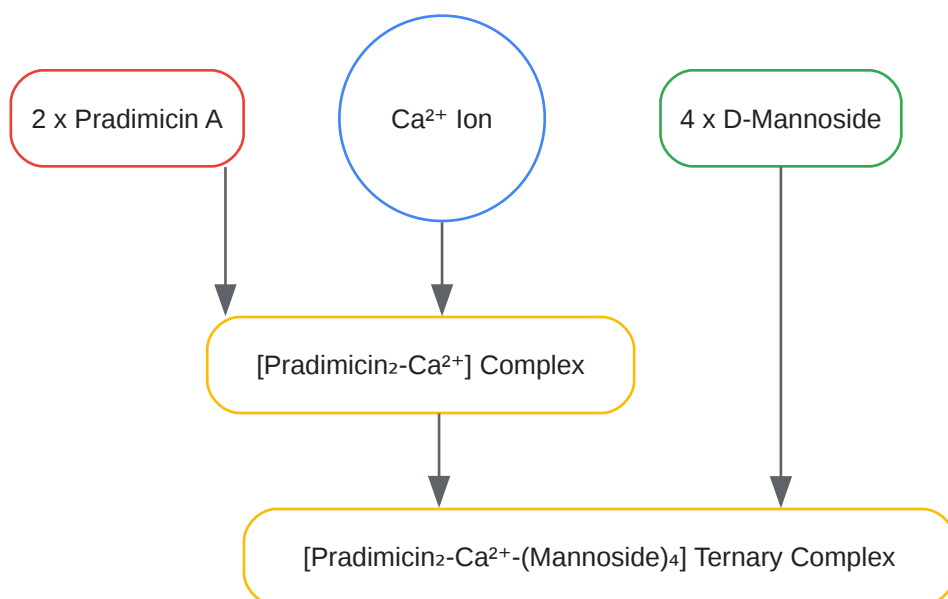 2 x Pradimicin A
Ca²⁺ Ion
4 x D-Mannoside
[Pradimicin₂-Ca²⁺] Complex
[Pradimicin₂-Ca²⁺-(Mannoside)₄] Ternary Complex